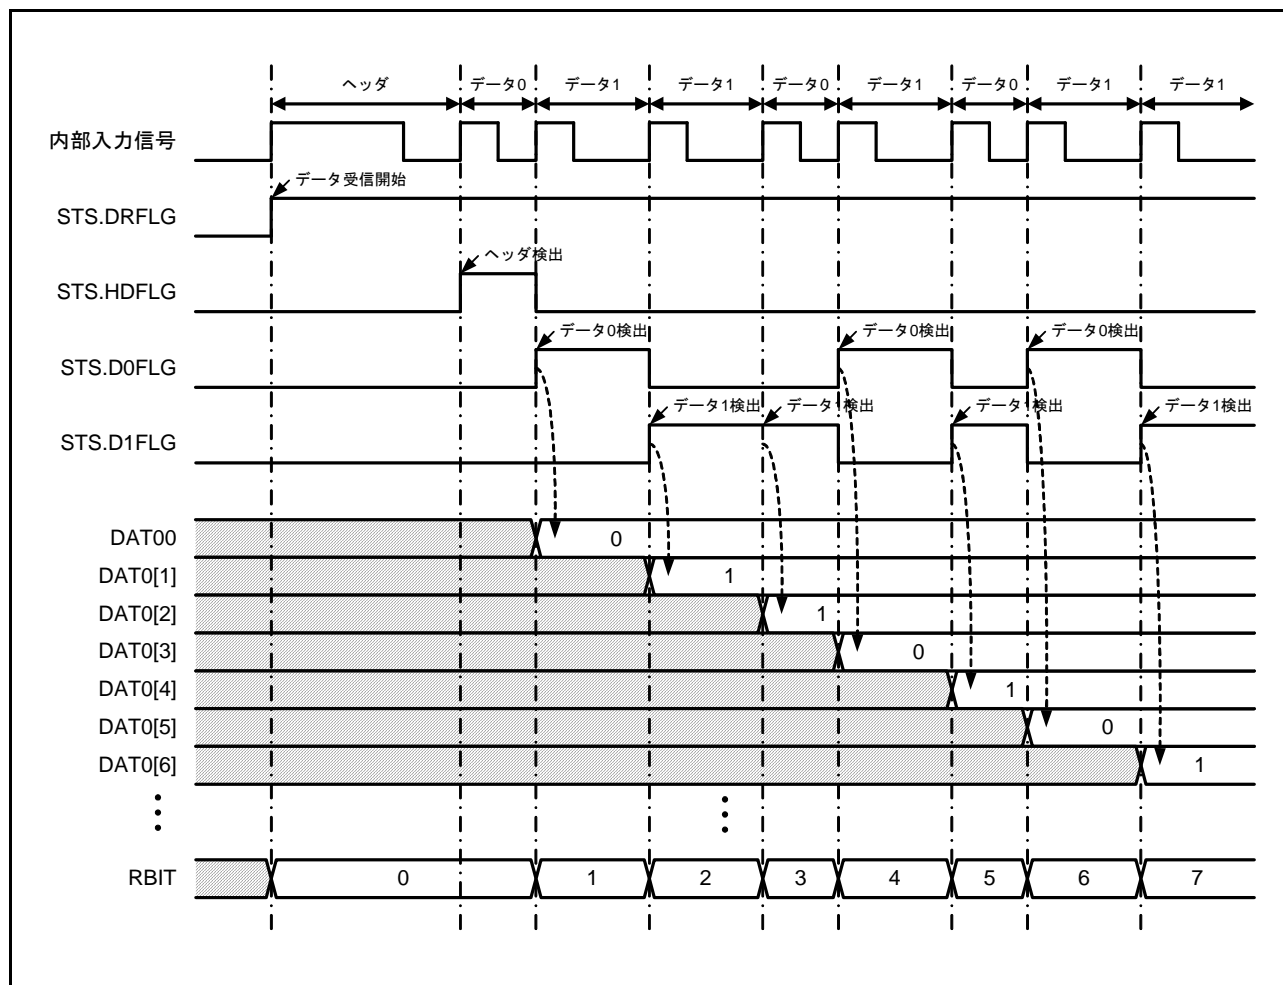 ヘッダ データ0 データ1 データ1 データ0 データ1 データ0 データ1 データ1
内部入力信号
データ受信開始
STS.DRFLG
ヘッダ検出
STS.HDFLG
データ0検出 データ0検出 データ0検出
STS.D0FLG
データ1検出 データ1検出 データ1検出 データ1検出
STS.D1FLG
DAT00 0
DAT0[1] 1
DAT0[2] 1
DAT0[3] 0
DAT0[4] 1
DAT0[5] 0
DAT0[6] 1
RBIT 0 1 2 3 4 5 6 7